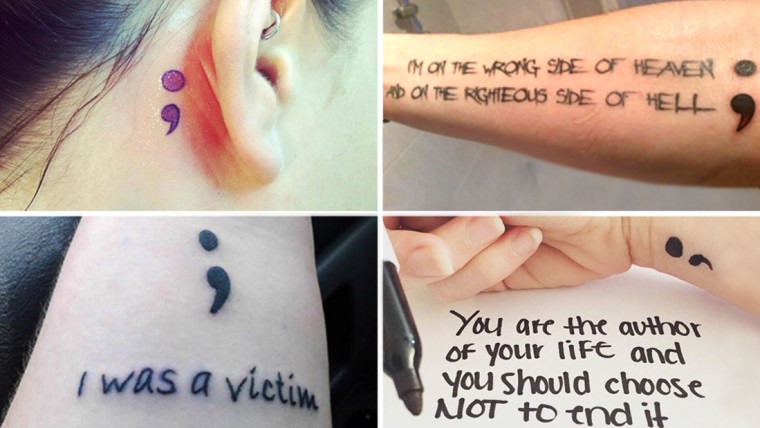 ;
I'M ON THE WRONG SIDE OF HEAVEN
AND ON THE RIGHTEOUS SIDE OF HELL ;
;
I was a victim
;
You are the author
of your life and
you should choose
NOT to end it